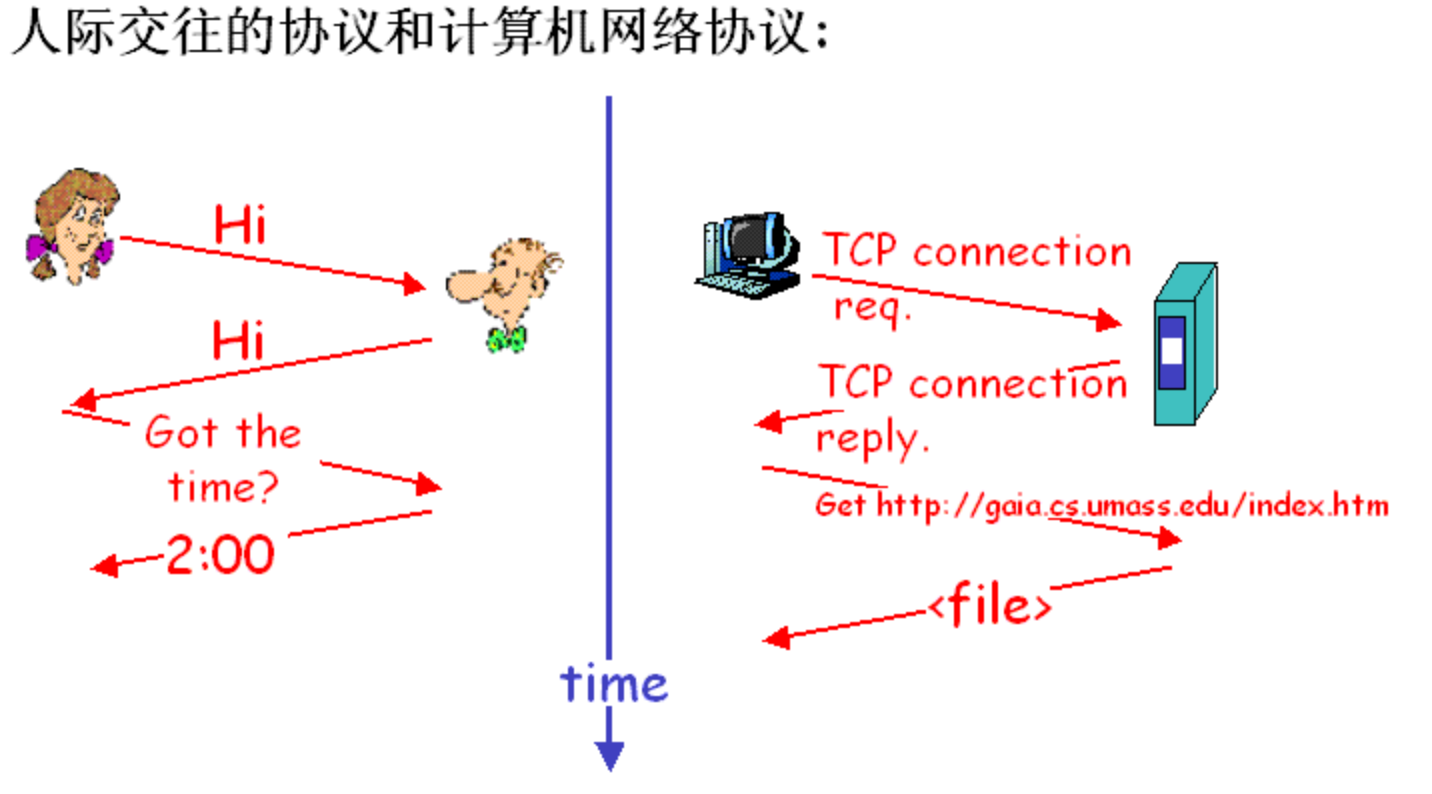 人际交往的协议和计算机网络协议：
Hi
Hi
Got the
time?
2:00
TCP connection
req.
TCP connection
reply.
Get http://gaia.cs.umass.edu/index.htm
<file>
time